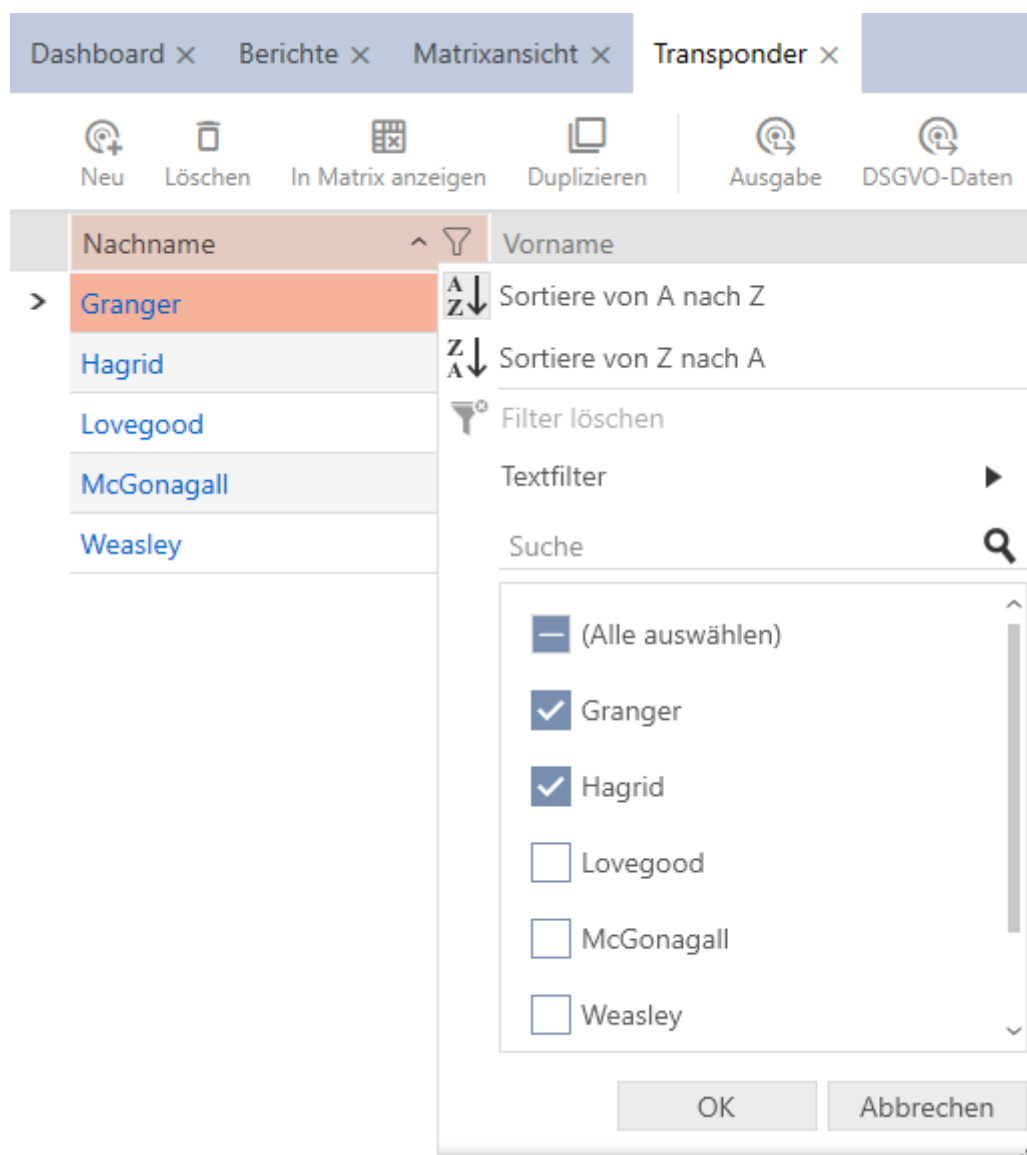 Dashboard Berichte Matrixansicht Transponder
Neu Löschen In Matrix anzeigen Duplizieren Ausgabe DSGVO-Daten
Nachname Vorname
Granger
Hagrid
Lovegood
McGonagall
Weasley
A
Z Sortiere von A nach Z
Z
A Sortiere von Z nach A
Filter löschen
Textfilter
Suche
(Alle auswählen)
Granger
Hagrid
Lovegood
McGonagall
Weasley
OK Abbrechen